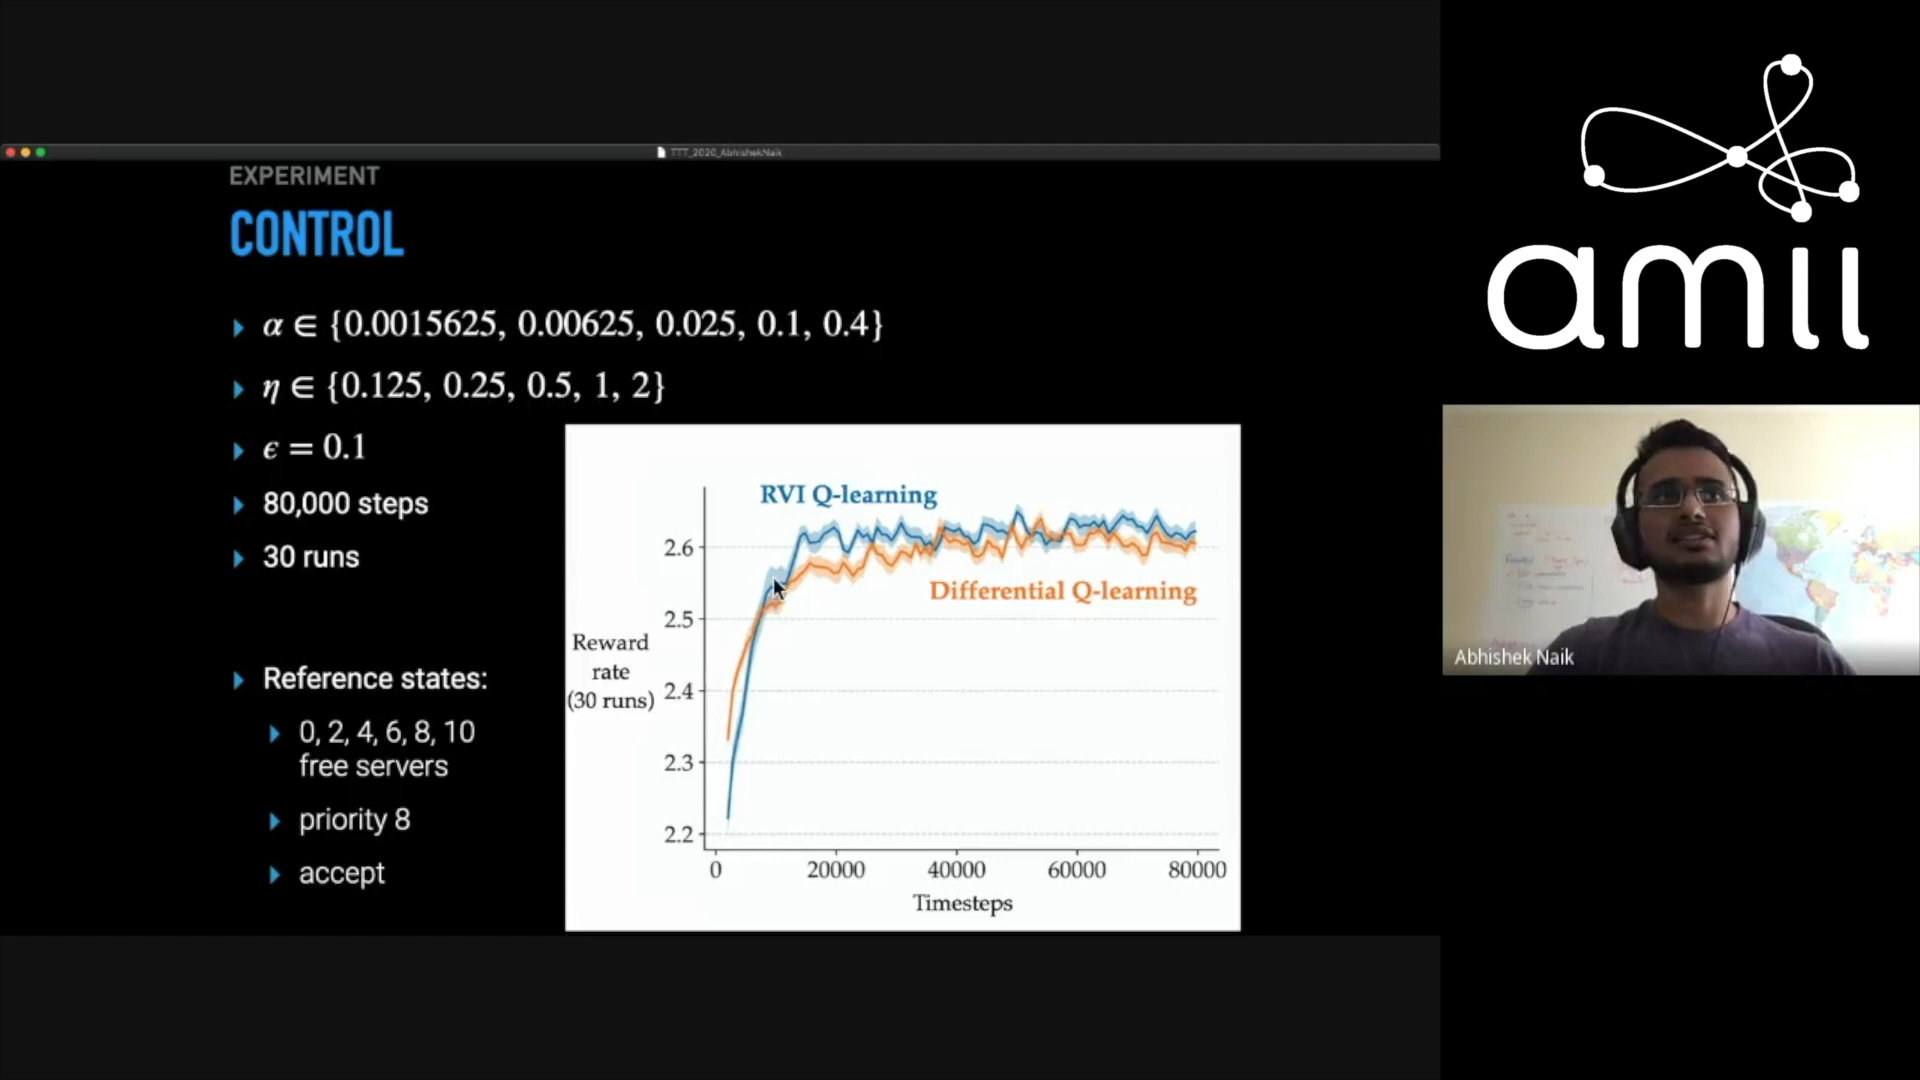 TTT_2020_AbhishekNaik
EXPERIMENT
CONTROL
α ∈ {0.0015625, 0.00625, 0.025, 0.1, 0.4}
η ∈ {0.125, 0.25, 0.5, 1, 2}
ϵ = 0.1
80,000 steps
30 runs
Reference states:
0, 2, 4, 6, 8, 10
free servers
priority 8
accept
RVI Q-learning
Differential Q-learning
Reward
rate
(30 runs)
2.6
2.5
2.4
2.3
2.2
0 20000 40000 60000 80000
Timesteps
amii
Abhishek Naik